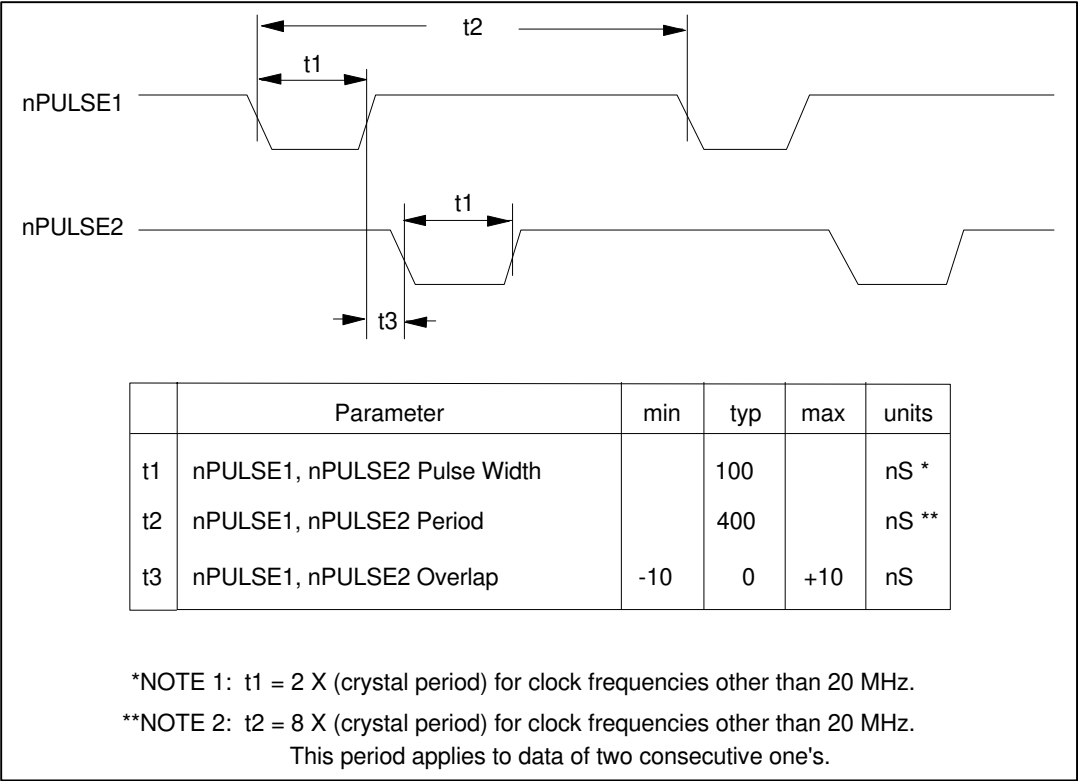 t2
t1
nPULSE1
t1
nPULSE2
t3
Parameter min typ max units
t1 nPULSE1, nPULSE2 Pulse Width 100 nS *
t2 nPULSE1, nPULSE2 Period 400 nS **
t3 nPULSE1, nPULSE2 Overlap -10 0 +10 nS
*NOTE 1: t1 = 2 X (crystal period) for clock frequencies other than 20 MHz.
**NOTE 2: t2 = 8 X (crystal period) for clock frequencies other than 20 MHz.
This period applies to data of two consecutive one's.